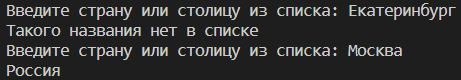 Введите страну или столицу из списка: Екатеринбург
Такого названия нет в списке
Введите страну или столицу из списка: Москва
Россия